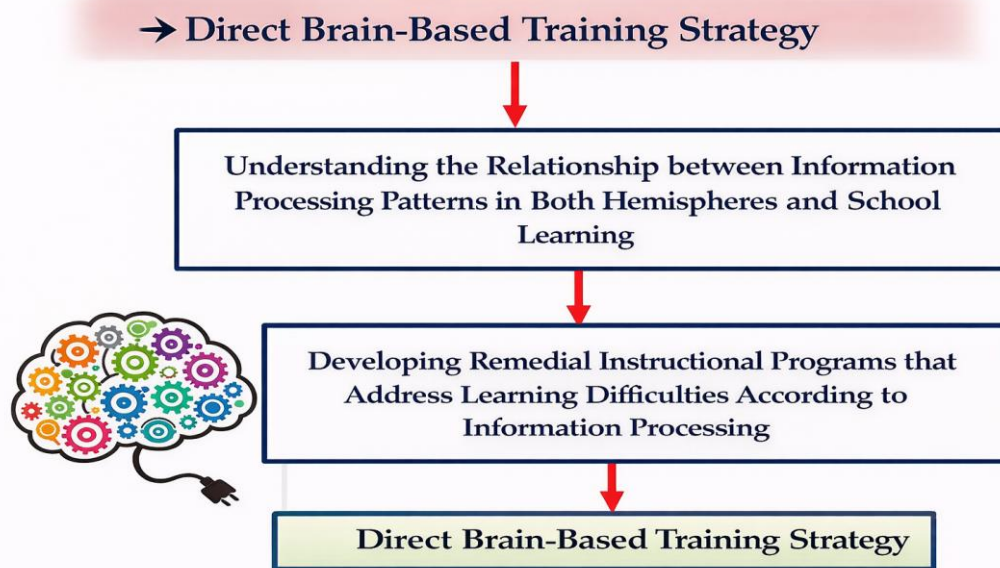 → Direct Brain-Based Training Strategy
Understanding the Relationship between Information
Processing Patterns in Both Hemispheres and School
Learning
Developing Remedial Instructional Programs that
Address Learning Difficulties According to
Information Processing
Direct Brain-Based Training Strategy